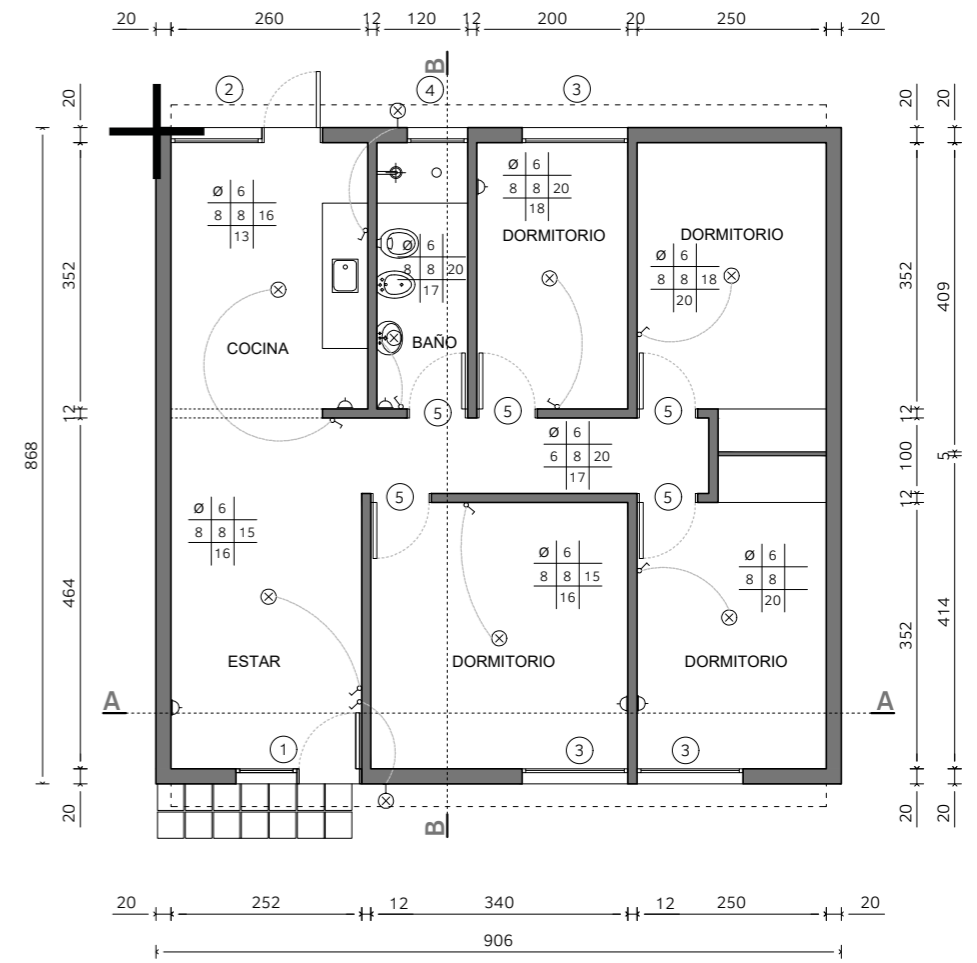 20 260 12 120 12 200 20 250 20
B
2 4 3
20 20 20
Ø 6
8 8 20
18
Ø 6
8 8 16
13
DORMITORIO DORMITORIO
Ø 6
8 8 20
17
Ø 6
8 8 18
20
352 352 409
COCINA BAÑO
5 5 5
12 12
Ø 6
6 8 20
17
868 100 5
5 5
12
Ø 6
8 8 15
16
Ø 6
8 8 15
16
Ø 6
8 8
20
464 352 414
ESTAR DORMITORIO DORMITORIO
A A
1 3 3
20 20 20
B
20 252 12 340 12 250 20
906